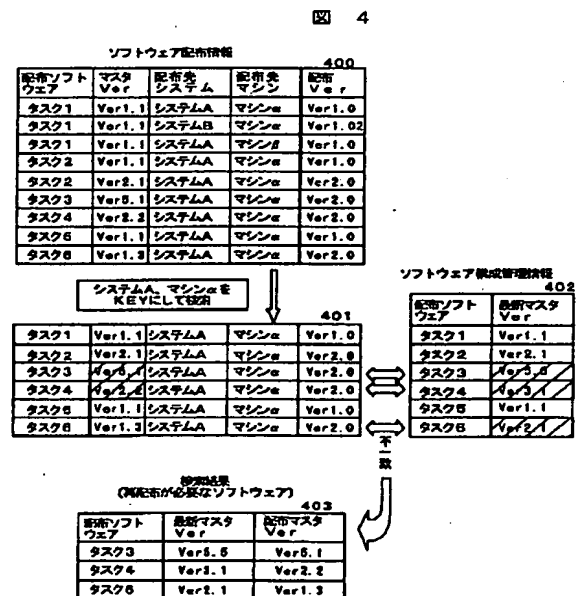 図 4
ソフトウェア配布情報
400
配布ソフトウェア マスタVer 配布先システム 配布先マシン 配布Ver
タスク1 Ver1.1 システムA マシンα Ver1.0
タスク1 Ver1.1 システムB マシンα Ver1.02
タスク1 Ver1.1 システムA マシンβ Ver1.0
タスク2 Ver1.1 システムA マシンα Ver1.0
タスク2 Ver2.1 システムA マシンα Ver2.0
タスク3 Ver5.1 システムA マシンα Ver2.0
タスク4 Ver2.2 システムA マシンα Ver2.0
タスク6 Ver1.1 システムA マシンα Ver1.0
タスク6 Ver1.3 システムA マシンα Ver2.0
システムA、マシンαを
KEYにして検索
401
タスク1 Ver1.1 システムA マシンα Ver1.0
タスク2 Ver2.1 システムA マシンα Ver2.0
タスク3 Ver5.1 システムA マシンα Ver2.0
タスク4 Ver2.2 システムA マシンα Ver2.0
Ver1.1 システムA マシンα Ver1.0
タスク6 Ver1.3 システムA マシンα Ver2.0
ソフトウェア構成管理情報
402
配布ソフトウェア 最新マスタVer
タスク1 Ver1.1
タスク2 Ver2.1
タスク3 Ver5.5
タスク4 Ver3.1
タスク5 Ver1.1
タスク6 Ver2.1
不一致
検索結果
(再配布が必要なソフトウェア)
403
配布ソフトウェア 最新マスタVer 配布マスタVer
タスク3 Ver5.5 Ver5.1
タスク4 Ver3.1 Ver2.2
タスク6 Ver2.1 Ver1.3